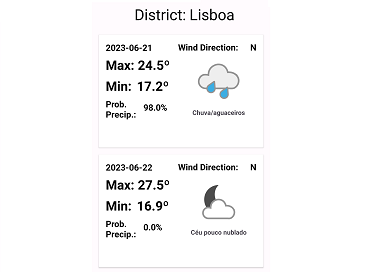 District: Lisboa
2023-06-21 Wind Direction: N
Max: 24.5º
Min: 17.2º
Prob. Precip.: 98.0%
Chuva/aguaceiros
2023-06-22 Wind Direction: N
Max: 27.5º
Min: 16.9º
Prob. Precip.: 0.0%
Céu pouco nublado